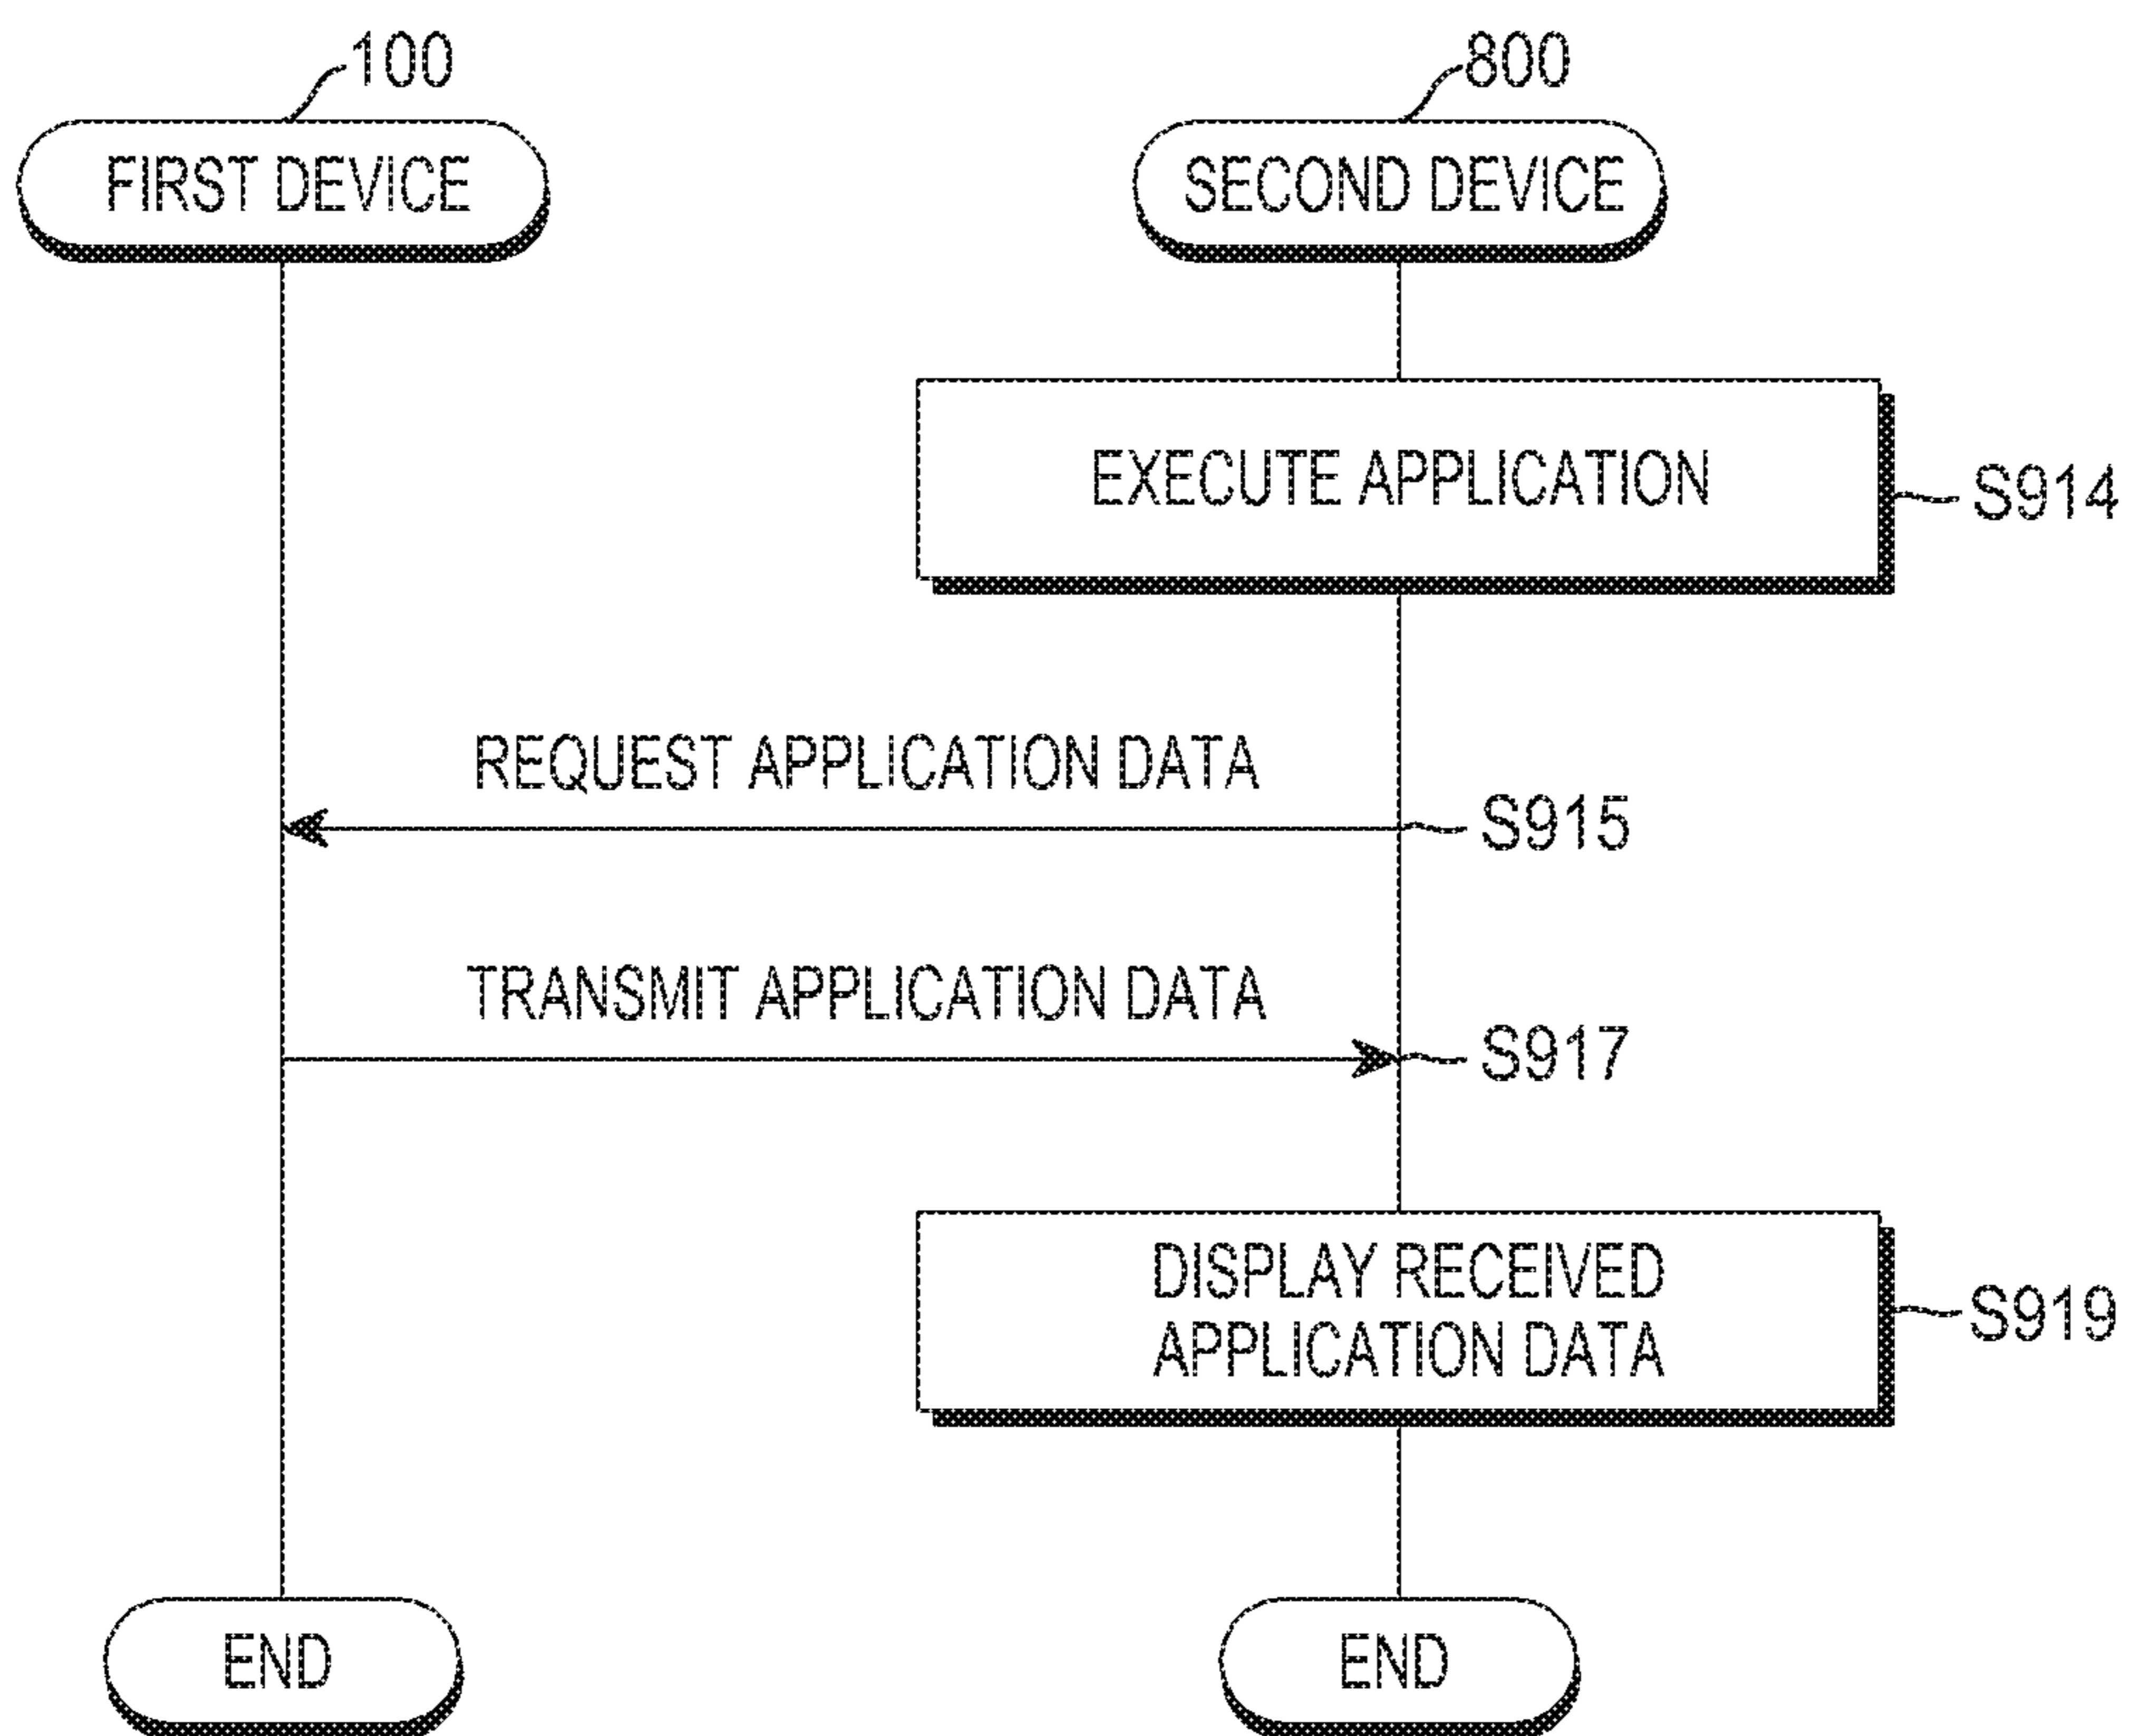 100
800
FIRST DEVICE
SECOND DEVICE
EXECUTE APPLICATION
S914
REQUEST APPLICATION DATA
S915
TRANSMIT APPLICATION DATA
S917
DISPLAY RECEIVED
APPLICATION DATA
S919
END
END